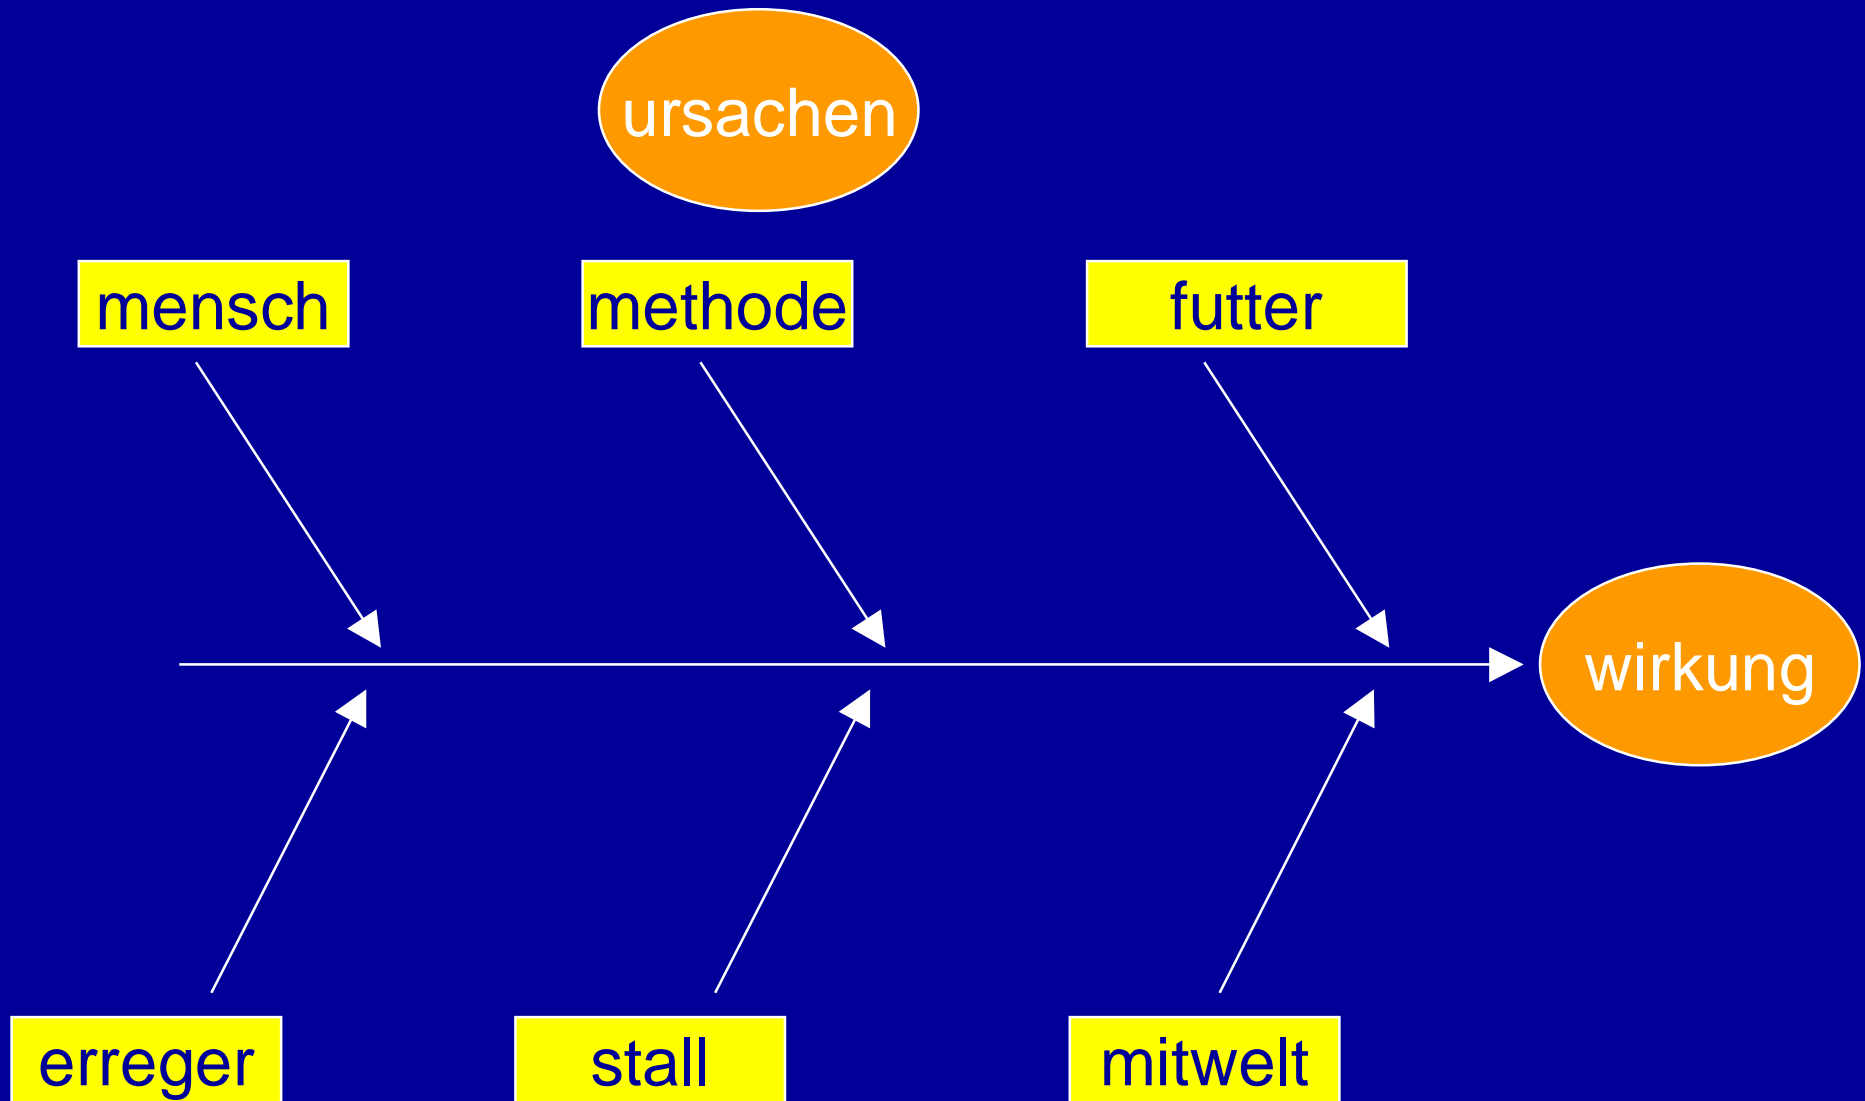 ursachen
mensch
methode
futter
wirkung
erreger
stall
mitwelt